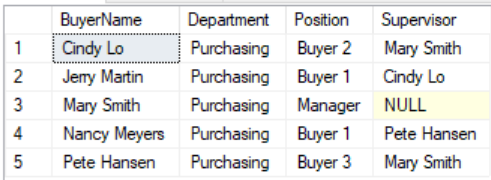 BuyerName Department Position Supervisor
1 Cindy Lo Purchasing Buyer 2 Mary Smith
2 Jerry Martin Purchasing Buyer 1 Cindy Lo
3 Mary Smith Purchasing Manager NULL
4 Nancy Meyers Purchasing Buyer 1 Pete Hansen
5 Pete Hansen Purchasing Buyer 3 Mary Smith